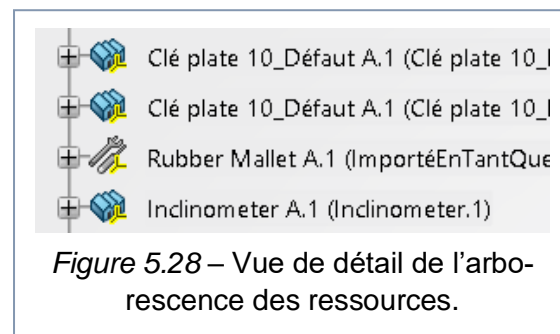 Clé plate 10_Défaut A.1 (Clé plate 10_
Clé plate 10_Défaut A.1 (Clé plate 10_
Rubber Mallet A.1 (ImportéEnTantQue
Inclinometer A.1 (Inclinometer.1)
Figure 5.28 – Vue de détail de l’arbo-
rescence des ressources.